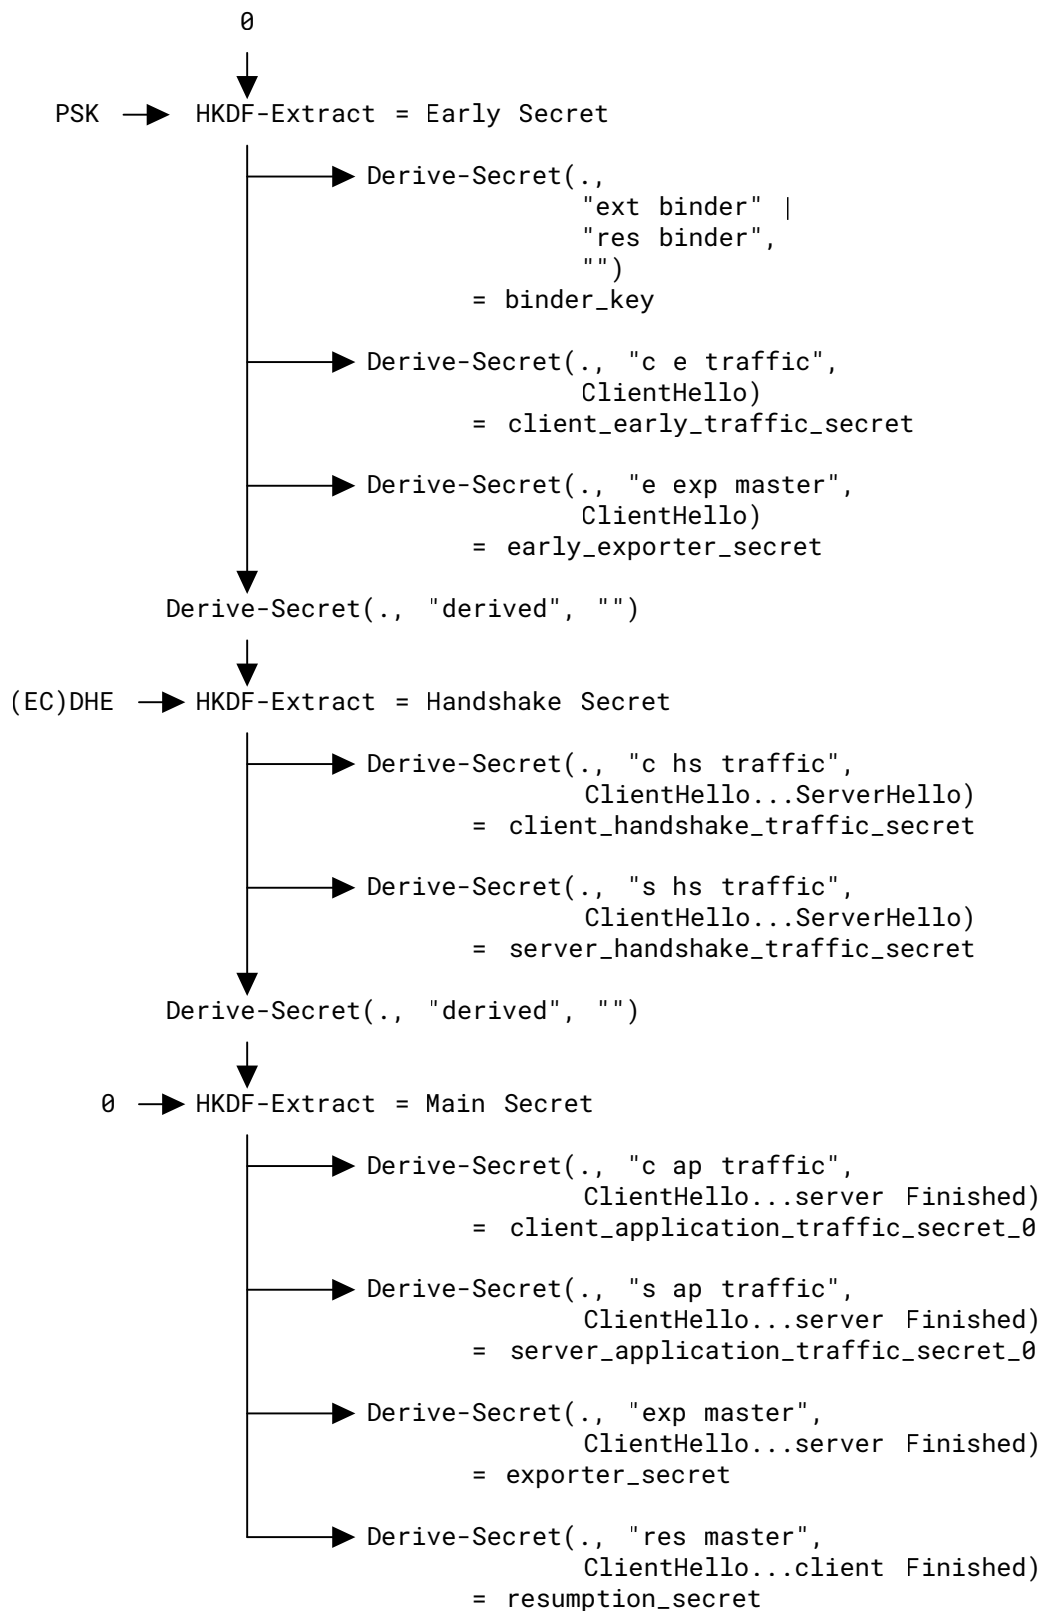 0
PSK HKDF-Extract = Early Secret
Derive-Secret(.,
"ext binder" |
"res binder",
"")
= binder_key
Derive-Secret(., "c e traffic",
ClientHello)
= client_early_traffic_secret
Derive-Secret(., "e exp master",
ClientHello)
= early_exporter_secret
Derive-Secret(., "derived", "")
(EC)DHE HKDF-Extract = Handshake Secret
Derive-Secret(., "c hs traffic",
ClientHello...ServerHello)
= client_handshake_traffic_secret
Derive-Secret(., "s hs traffic",
ClientHello...ServerHello)
= server_handshake_traffic_secret
Derive-Secret(., "derived", "")
0 HKDF-Extract = Main Secret
Derive-Secret(., "c ap traffic",
ClientHello...server Finished)
= client_application_traffic_secret_0
Derive-Secret(., "s ap traffic",
ClientHello...server Finished)
= server_application_traffic_secret_0
Derive-Secret(., "exp master",
ClientHello...server Finished)
= exporter_secret
Derive-Secret(., "res master",
ClientHello...client Finished)
= resumption_secret